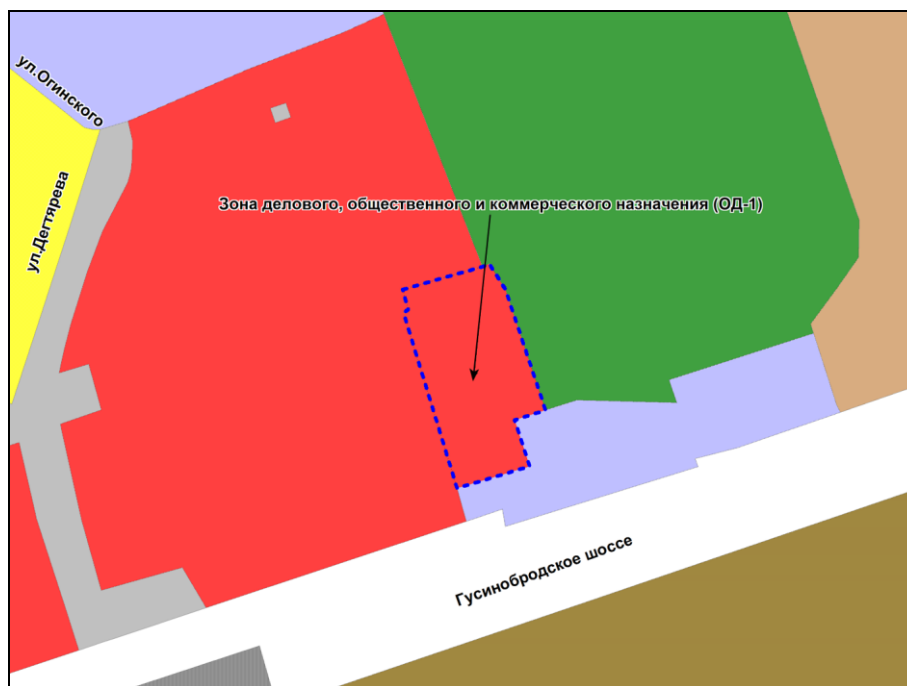 ул.Огинского
ул.Дегтярева
Зона делового, общественного и коммерческого назначения (ОД-1)
Гусинобродское шоссе